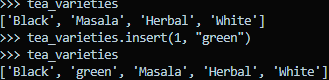 >>> tea_varieties
['Black', 'Masala', 'Herbal', 'White']
>>> tea_varieties.insert(1, "green")
>>> tea_varieties
['Black', 'green', 'Masala', 'Herbal', 'White']